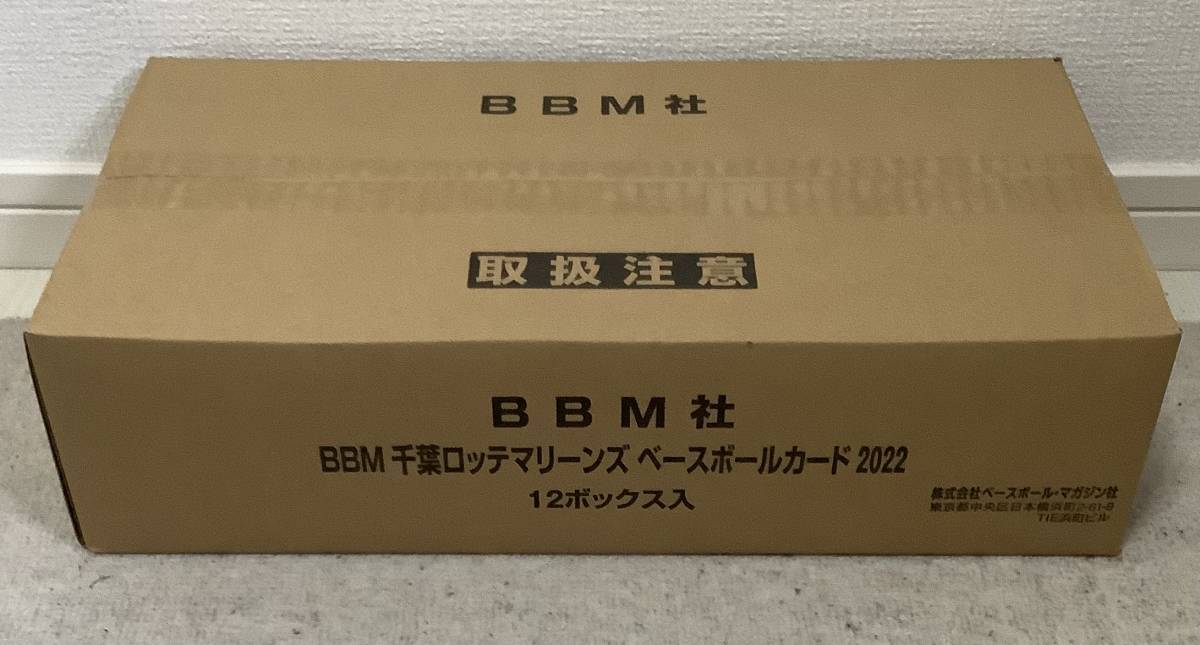 BBM社
取扱注意
BBM社
BBM 千葉ロッテマリーンズ ベースボールカード 2022
12ボックス入
株式会社ベースボール・マガジン社
東京都中央区日本橋浜町2-61-9
TIE浜町ビル